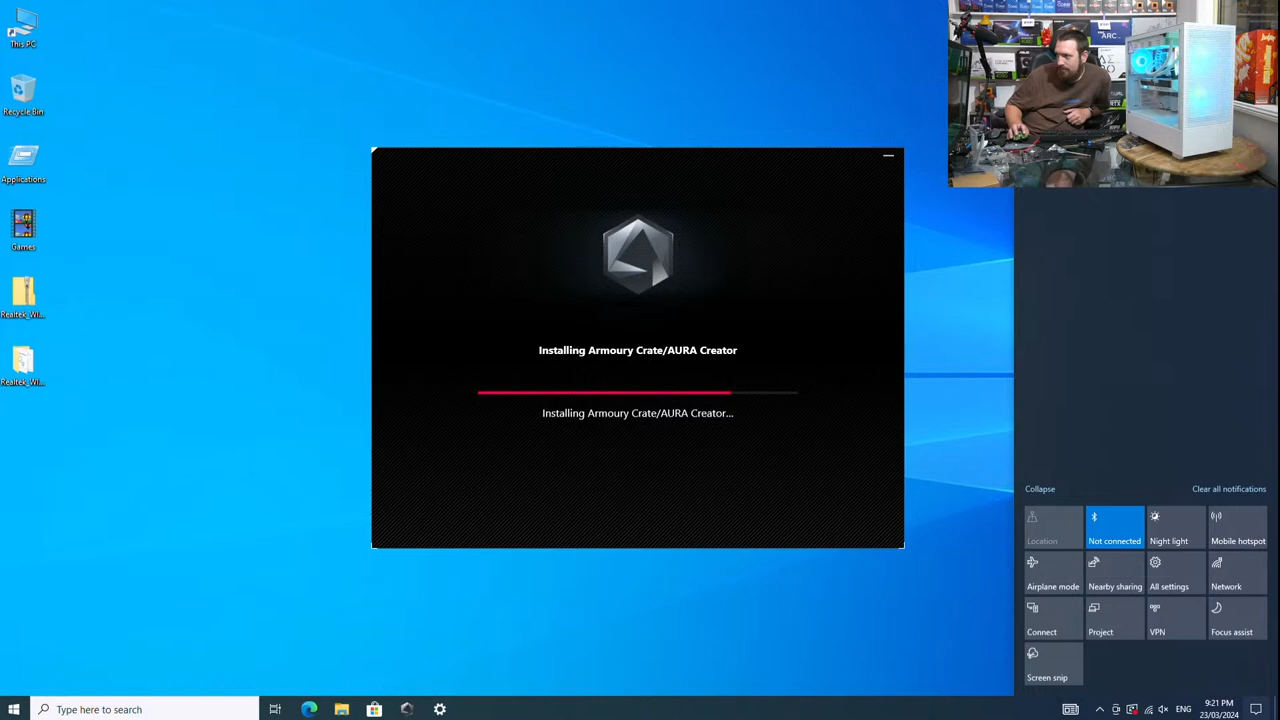 This PC
Recycle Bin
Applications
Games
Realtek_Wi...
Realtek_Wi...
Installing Armoury Crate/AURA Creator
Installing Armoury Crate/AURA Creator...
ARC
Collapse
Clear all notifications
Location
Not connected
Night light
Mobile hotspot
Airplane mode
Nearby sharing
All settings
Network
Connect
Project
VPN
Focus assist
Screen snip
Type here to search
ENG
9:21 PM
23/03/2024